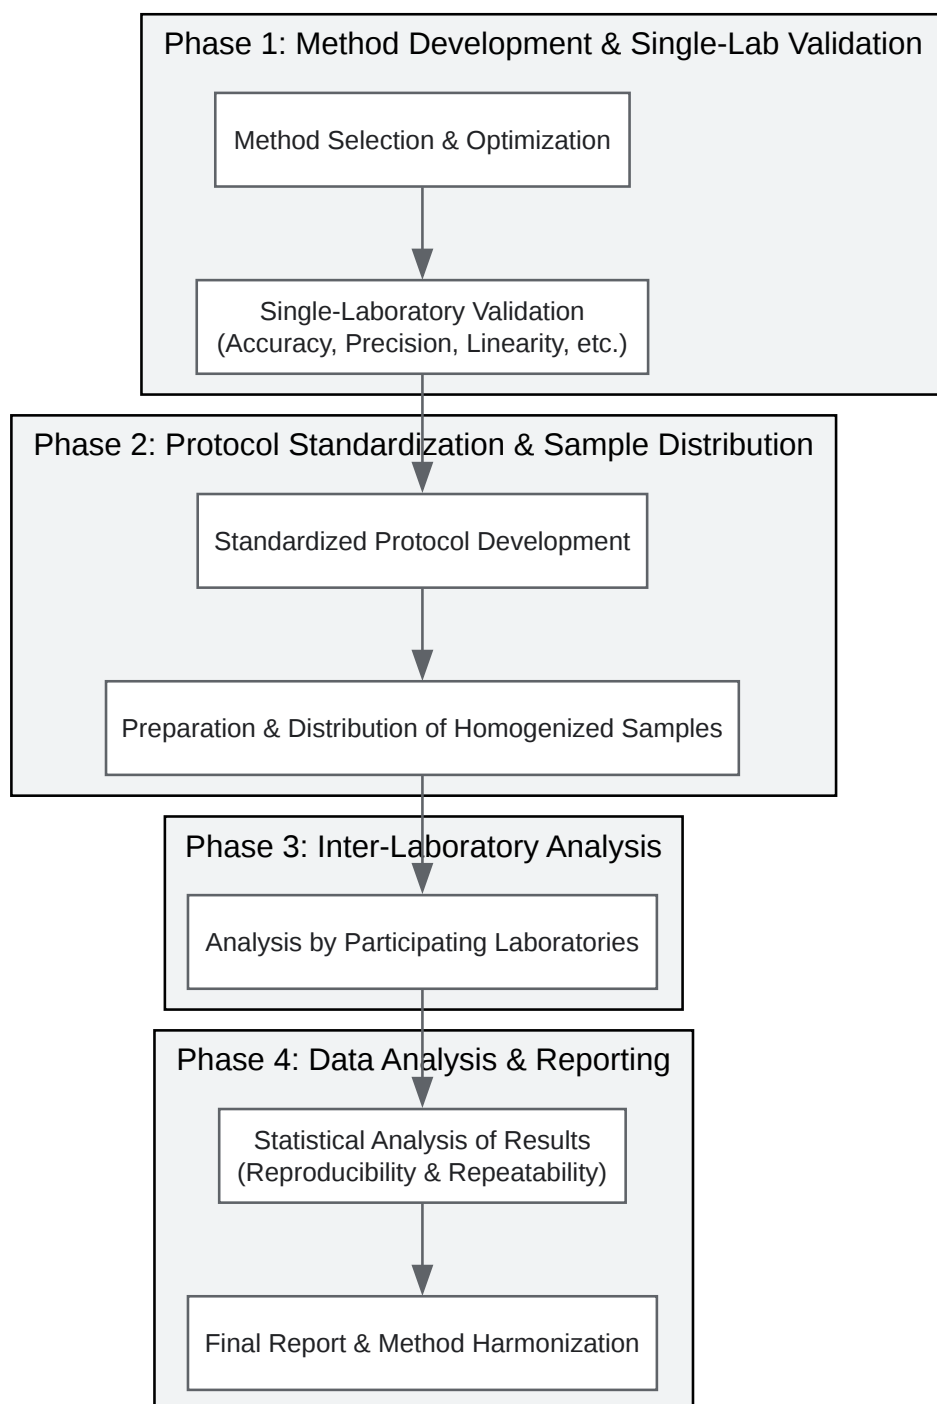 Phase 1: Method Development & Single-Lab Validation
Method Selection & Optimization
Single-Laboratory Validation
(Accuracy, Precision, Linearity, etc.)
Phase 2: Protocol Standardization & Sample Distribution
Standardized Protocol Development
Preparation & Distribution of Homogenized Samples
Phase 3: Inter-Laboratory Analysis
Analysis by Participating Laboratories
Phase 4: Data Analysis & Reporting
Statistical Analysis of Results
(Reproducibility & Repeatability)
Final Report & Method Harmonization